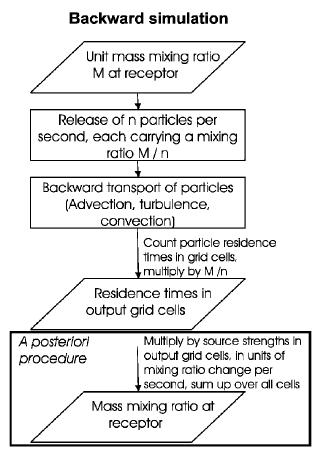 Backward simulation
Unit mass mixing ratio
M at receptor
Release of n particles per
second, each carrying a mixing
ratio M / n
Backward transport of particles
(Advection, turbulence,
convection)
Count particle residence
times in grid cells,
multiply by M /n
Residence times in
output grid cells
A posteriori
procedure
Multiply by source strengths in
output grid cells, in units of
mixing ratio change per
second, sum up over all cells
Mass mixing ratio at
receptor